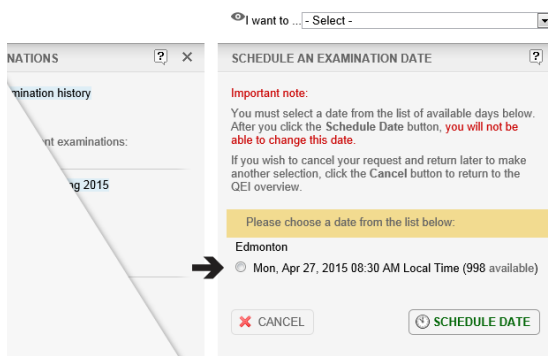 I want to ... - Select -
NATIONS ? ×
mination history
nt examinations:
ng 2015
SCHEDULE AN EXAMINATION DATE ?
Important note:
You must select a date from the list of available days below.
After you click the Schedule Date button, you will not be
able to change this date.
If you wish to cancel your request and return later to make
another selection, click the Cancel button to return to the
QEI overview.
Please choose a date from the list below:
Edmonton
Mon, Apr 27, 2015 08:30 AM Local Time (998 available)
CANCEL
SCHEDULE DATE